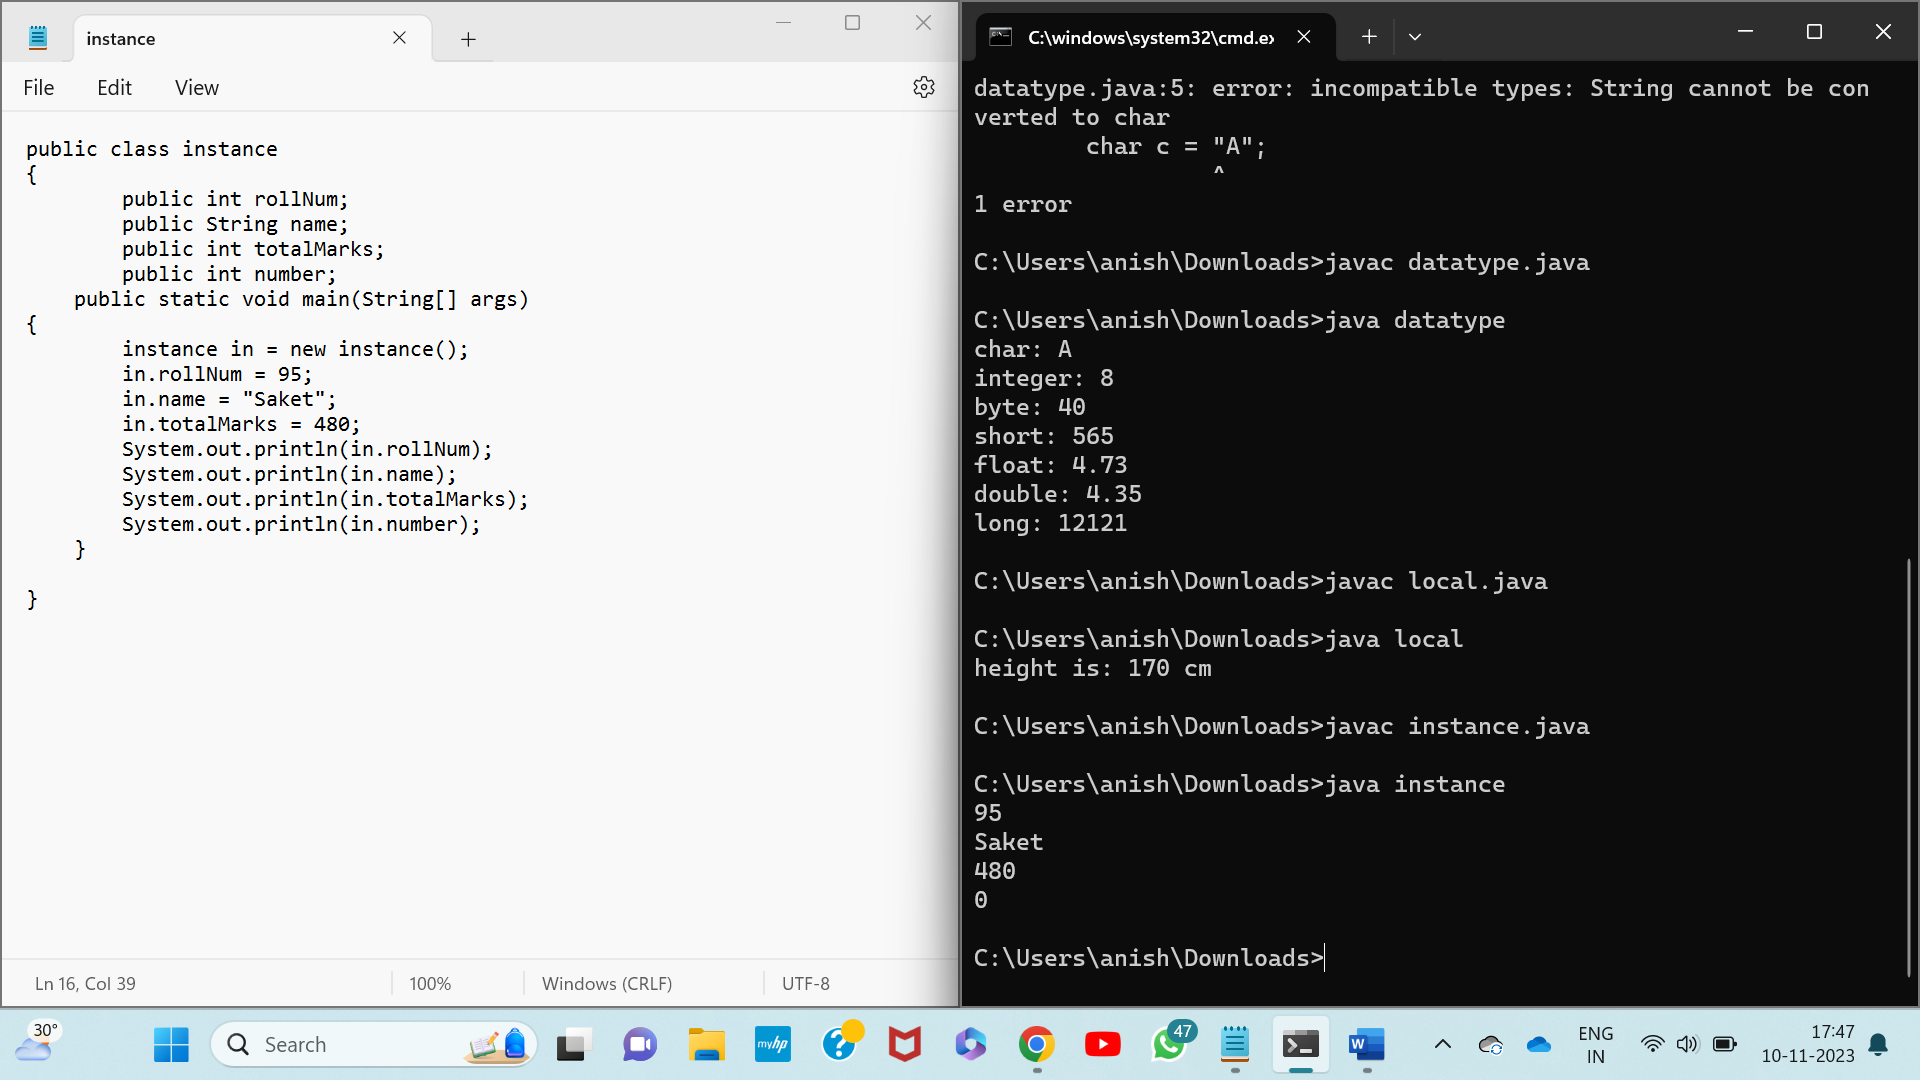 instance
File Edit View
public class instance
{
public int rollNum;
public String name;
public int totalMarks;
public int number;
public static void main(String[] args)
{
instance in = new instance();
in.rollNum = 95;
in.name = "Saket";
in.totalMarks = 480;
System.out.println(in.rollNum);
System.out.println(in.name);
System.out.println(in.totalMarks);
System.out.println(in.number);
}
}
Ln 16, Col 39 100% Windows (CRLF) UTF-8
C:\windows\system32\cmd.ex
datatype.java:5: error: incompatible types: String cannot be con
verted to char
char c = "A";
^
1 error
C:\Users\anish\Downloads>javac datatype.java
C:\Users\anish\Downloads>java datatype
char: A
integer: 8
byte: 40
short: 565
float: 4.73
double: 4.35
long: 12121
C:\Users\anish\Downloads>javac local.java
C:\Users\anish\Downloads>java local
height is: 170 cm
C:\Users\anish\Downloads>javac instance.java
C:\Users\anish\Downloads>java instance
95
Saket
480
0
C:\Users\anish\Downloads>
30°
Search
myhp
?
47
W
ENG
IN
17:47
10-11-2023